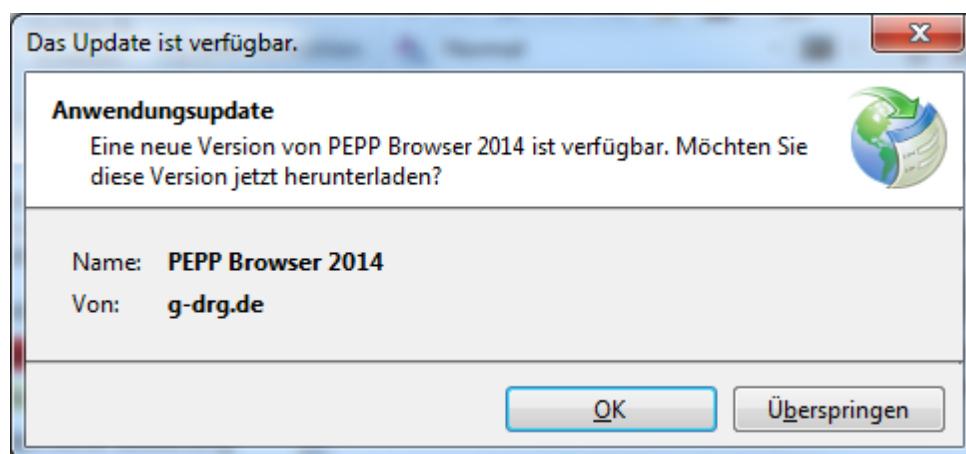 Das Update ist verfügbar.
Normal
Anwendungsupdate
Eine neue Version von PEPP Browser 2014 ist verfügbar. Möchten Sie
diese Version jetzt herunterladen?
Name: PEPP Browser 2014
Von: g-drg.de
OK
Überspringen